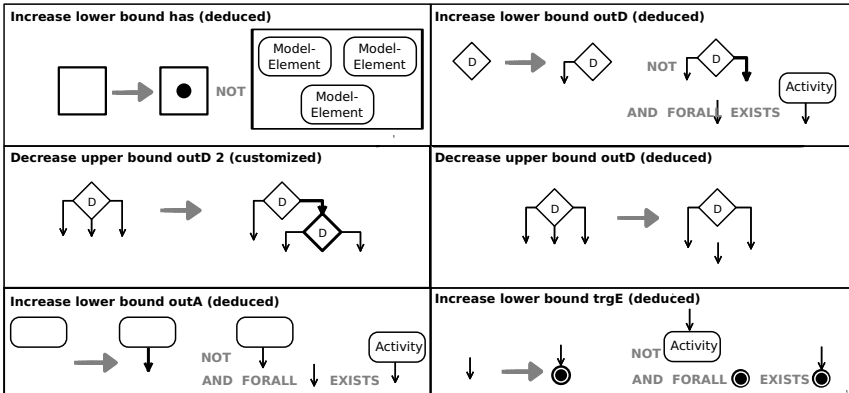 Increase lower bound has (deduced)
Model-
Element
Model-
Element
NOT
Model-
Element
Increase lower bound outD (deduced)
D
D
D
NOT
Activity
AND FORALL EXISTS
Decrease upper bound outD 2 (customized)
D
D
D
Decrease upper bound outD (deduced)
D
D
Increase lower bound outA (deduced)
Activity
NOT
AND FORALL EXISTS
Increase lower bound trgE (deduced)
NOT Activity
AND FORALL EXISTS